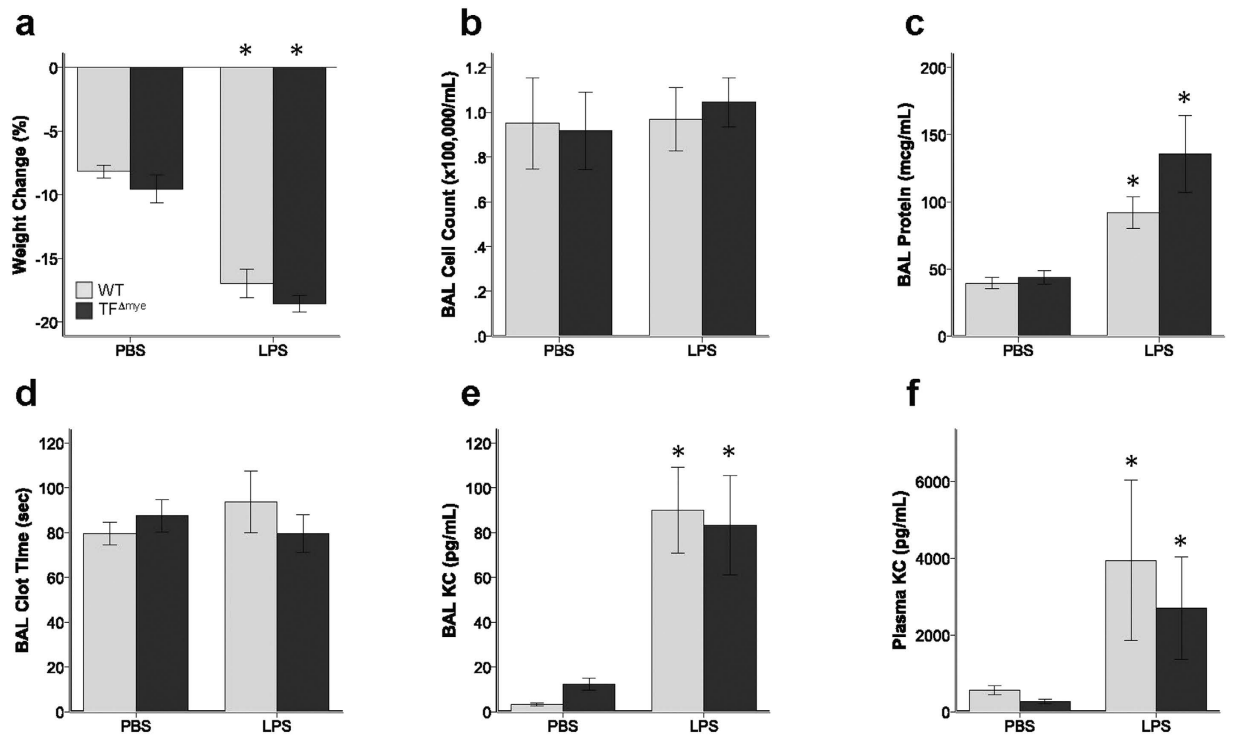 a
* *
Weight Change (%)
0
-5
-10
-15
-20
WT
TFΔmye
PBS LPS
b
BAL Cell Count (x100,000/mL)
1.2
1.0
.8
.6
.4
.2
.0
PBS LPS
c
BAL Protein (mcg/mL)
200
150
100
50
0
* *
PBS LPS
d
BAL Clot Time (sec)
120
100
80
60
40
20
0
PBS LPS
e
BAL KC (pg/mL)
120
100
80
60
40
20
0
* *
PBS LPS
f
Plasma KC (pg/mL)
6000
4000
2000
0
* *
PBS LPS